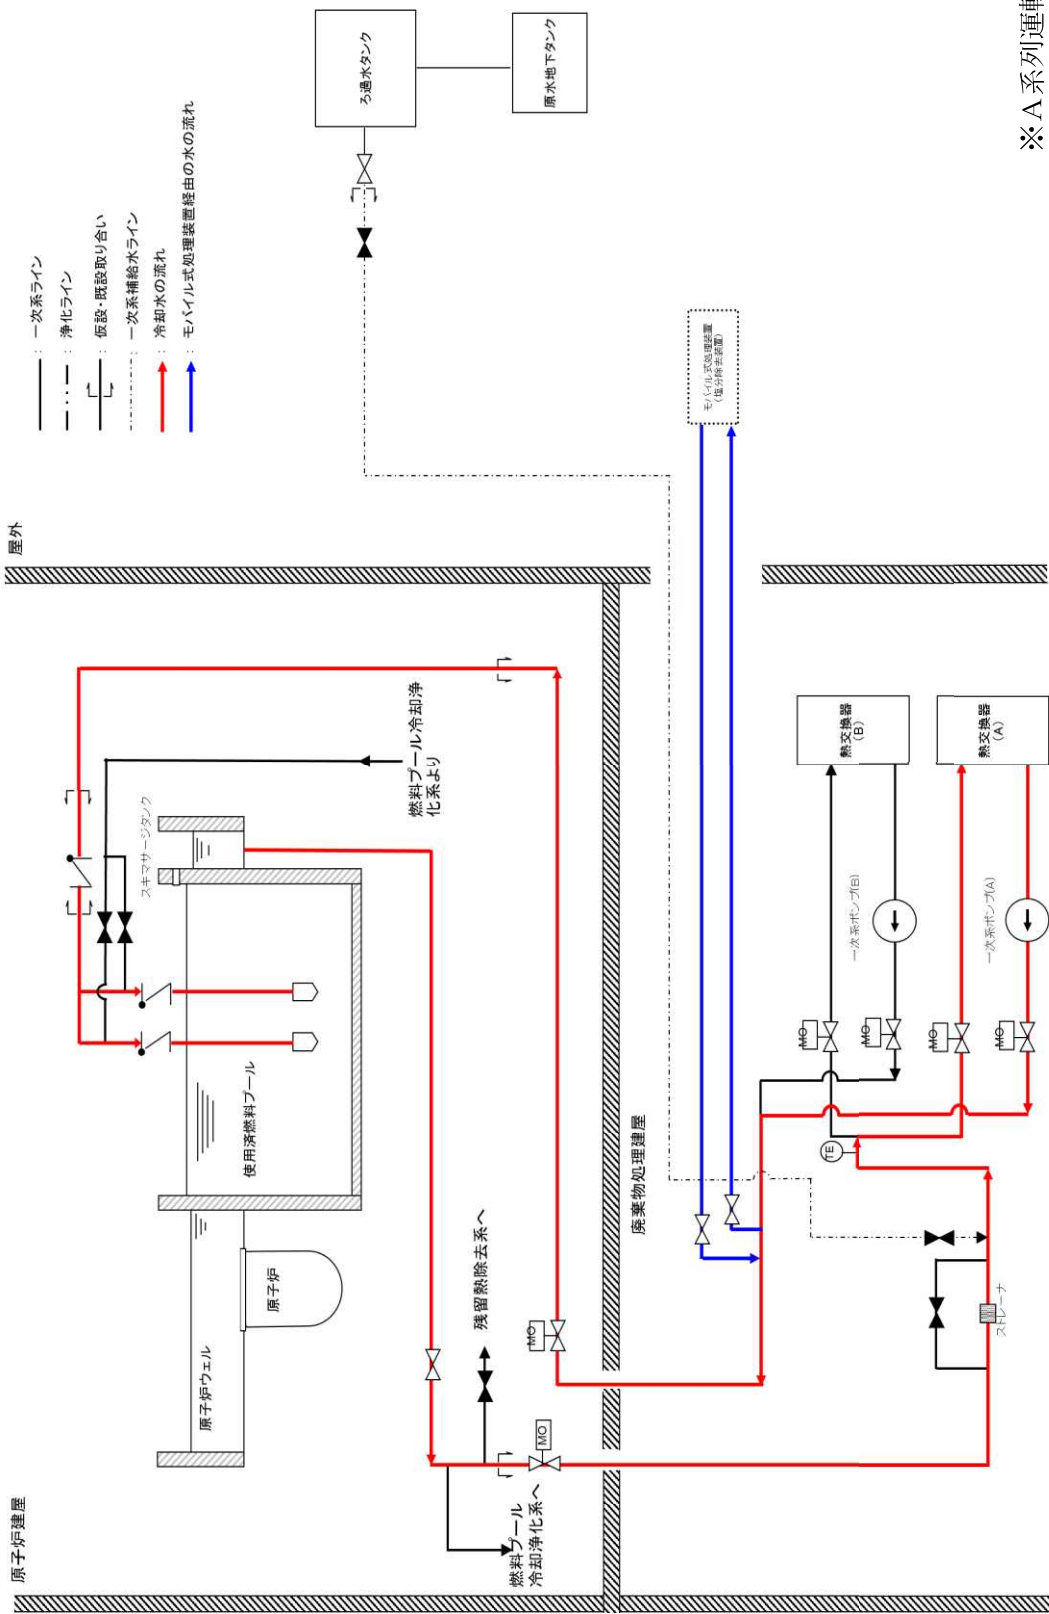 原子炉建屋
屋外
: 一次系ライン
: 浄化ライン
: 仮設・既設取り合い
: 一次系補給水ライン
: 冷却水の流れ
: モバイル式処理装置経由の水の流れ
ろ過水タンク
原水地下タンク
スキマサージタンク
燃料プール冷却浄
化系より
原子炉ウェル
原子炉
使用済燃料プール
残留熱除去系へ
燃料プール
冷却浄化系へ
MO
MO
廃棄物処理建屋
モバイル式処理装置
(塩分除去装置)
熱交換器
(B)
熱交換器
(A)
一次系ポンプ(B)
一次系ポンプ(A)
MO
MO
MO
MO
TE
ストレーナ
※A系列運転